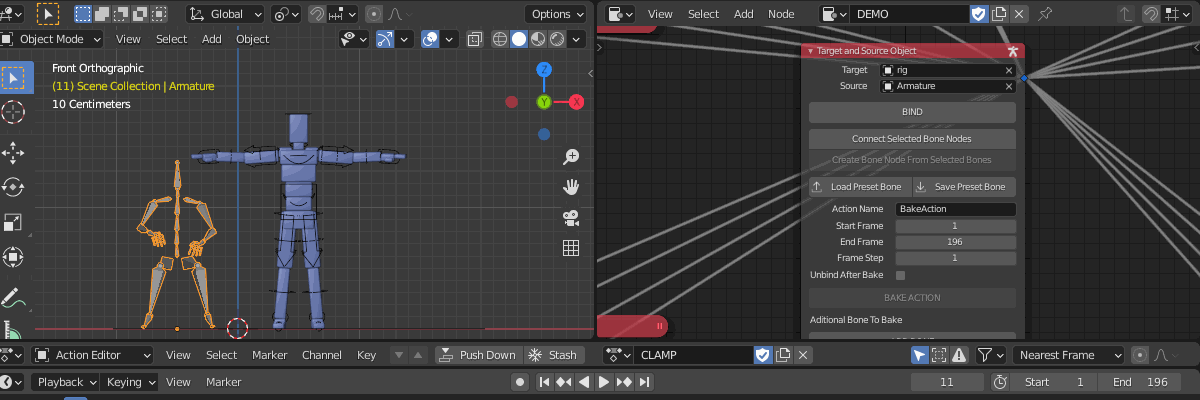 Global
Options
Object Mode
View
Select
Add
Object
Front Orthographic
(11) Scene Collection | Armature
10 Centimeters
Z
Y
X
View
Select
Add
Node
DEMO
Target and Source Object
Target
rig
Source
Armature
BIND
Connect Selected Bone Nodes
Create Bone Node From Selected Bones
Load Preset Bone
Save Preset Bone
Action Name
BakeAction
Start Frame
1
End Frame
196
Frame Step
1
Unbind After Bake
BAKE ACTION
Aditional Bone To Bake
Action Editor
View
Select
Marker
Channel
Key
Push Down
Stash
CLAMP
Nearest Frame
Playback
Keying
View
Marker
11
Start
1
End
196